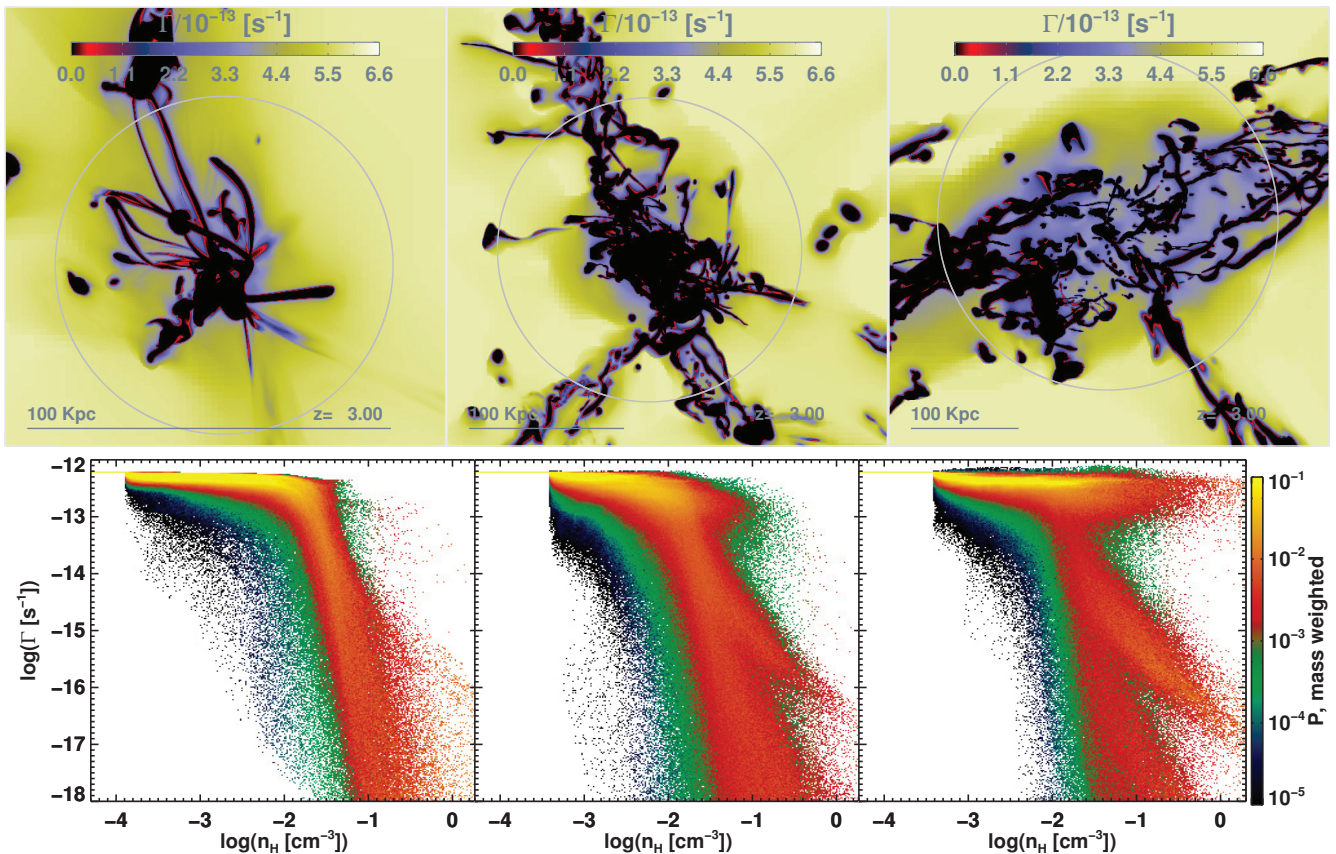 Γ/10⁻¹³ [s⁻¹] Γ/10⁻¹³ [s⁻¹] Γ/10⁻¹³ [s⁻¹]
0.0 1.1 2.2 3.3 4.4 5.5 6.6 0.0 1.1 2.2 3.3 4.4 5.5 6.6 0.0 1.1 2.2 3.3 4.4 5.5 6.6
100 Kpc z= 3.00 100 Kpc z= 3.00 100 Kpc z= 3.00
−12
−13
−14
−15
−16
−17
−18
log(Γ [s⁻¹])
10⁻¹
10⁻²
10⁻³
10⁻⁴
10⁻⁵
P, mass weighted
−4 −3 −2 −1 0 −4 −3 −2 −1 0 −4 −3 −2 −1 0
log(n_H [cm⁻³]) log(n_H [cm⁻³]) log(n_H [cm⁻³])